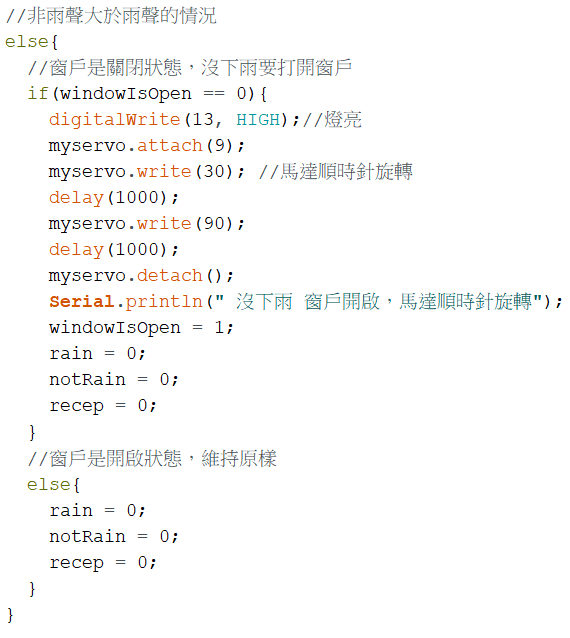 //非雨聲大於雨聲的情況
else{
  //窗戶是關閉狀態，沒下雨要打開窗戶
  if(windowIsOpen == 0){
    digitalWrite(13, HIGH);//燈亮
    myservo.attach(9);
    myservo.write(30); //馬達順時針旋轉
    delay(1000);
    myservo.write(90);
    delay(1000);
    myservo.detach();
    Serial.println(" 沒下雨 窗戶開啟，馬達順時針旋轉");
    windowIsOpen = 1;
    rain = 0;
    notRain = 0;
    recep = 0;
  }
  //窗戶是開啟狀態，維持原樣
  else{
    rain = 0;
    notRain = 0;
    recep = 0;
  }
}